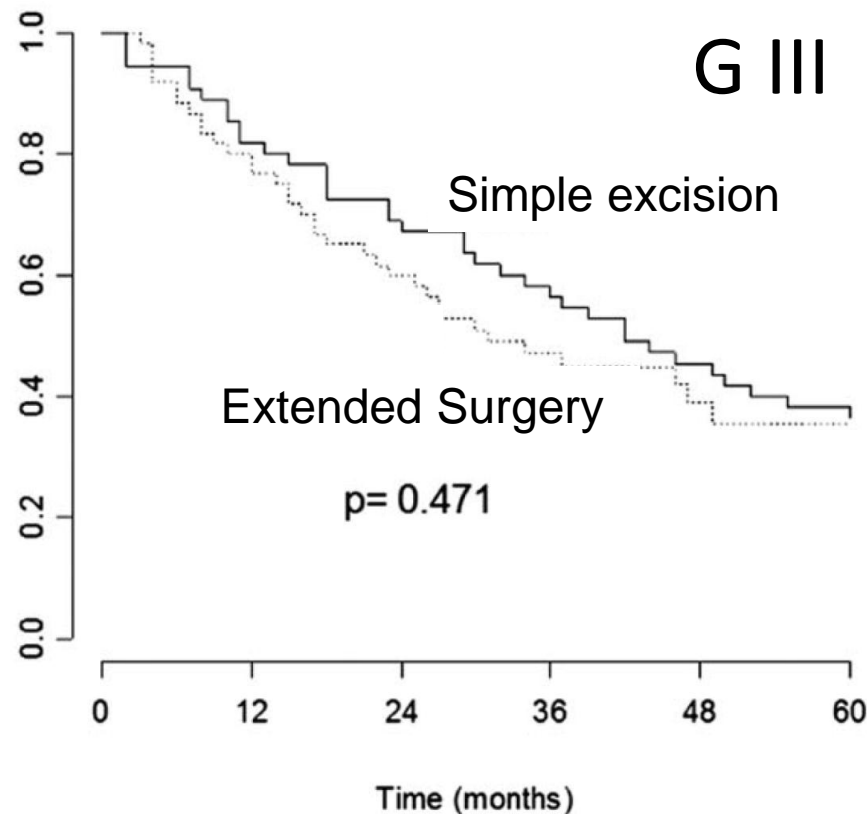 G III
1.0
0.8
0.6
0.4
0.2
0.0
Simple excision
Extended Surgery
p= 0.471
0 12 24 36 48 60
Time (months)